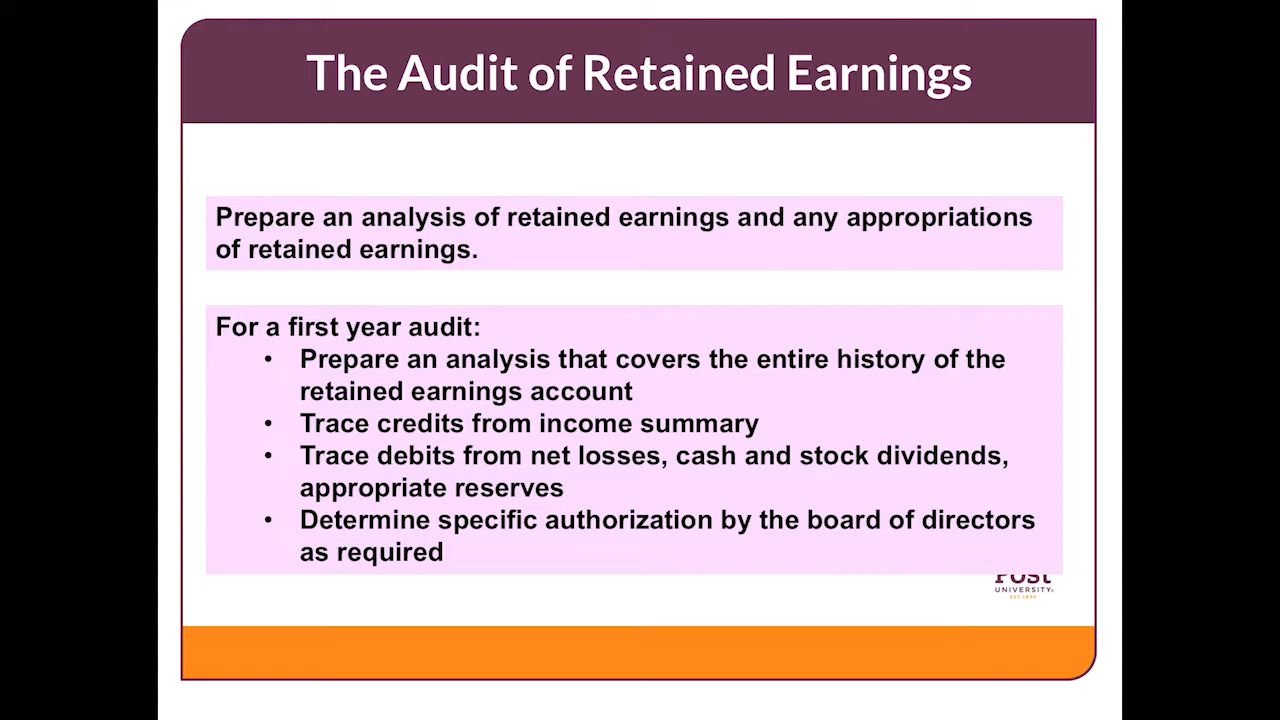 The Audit of Retained Earnings
Prepare an analysis of retained earnings and any appropriations
of retained earnings.
For a first year audit:
• Prepare an analysis that covers the entire history of the
retained earnings account
• Trace credits from income summary
• Trace debits from net losses, cash and stock dividends,
appropriate reserves
• Determine specific authorization by the board of directors
as required
Post
UNIVERSITY®
EST. 1890